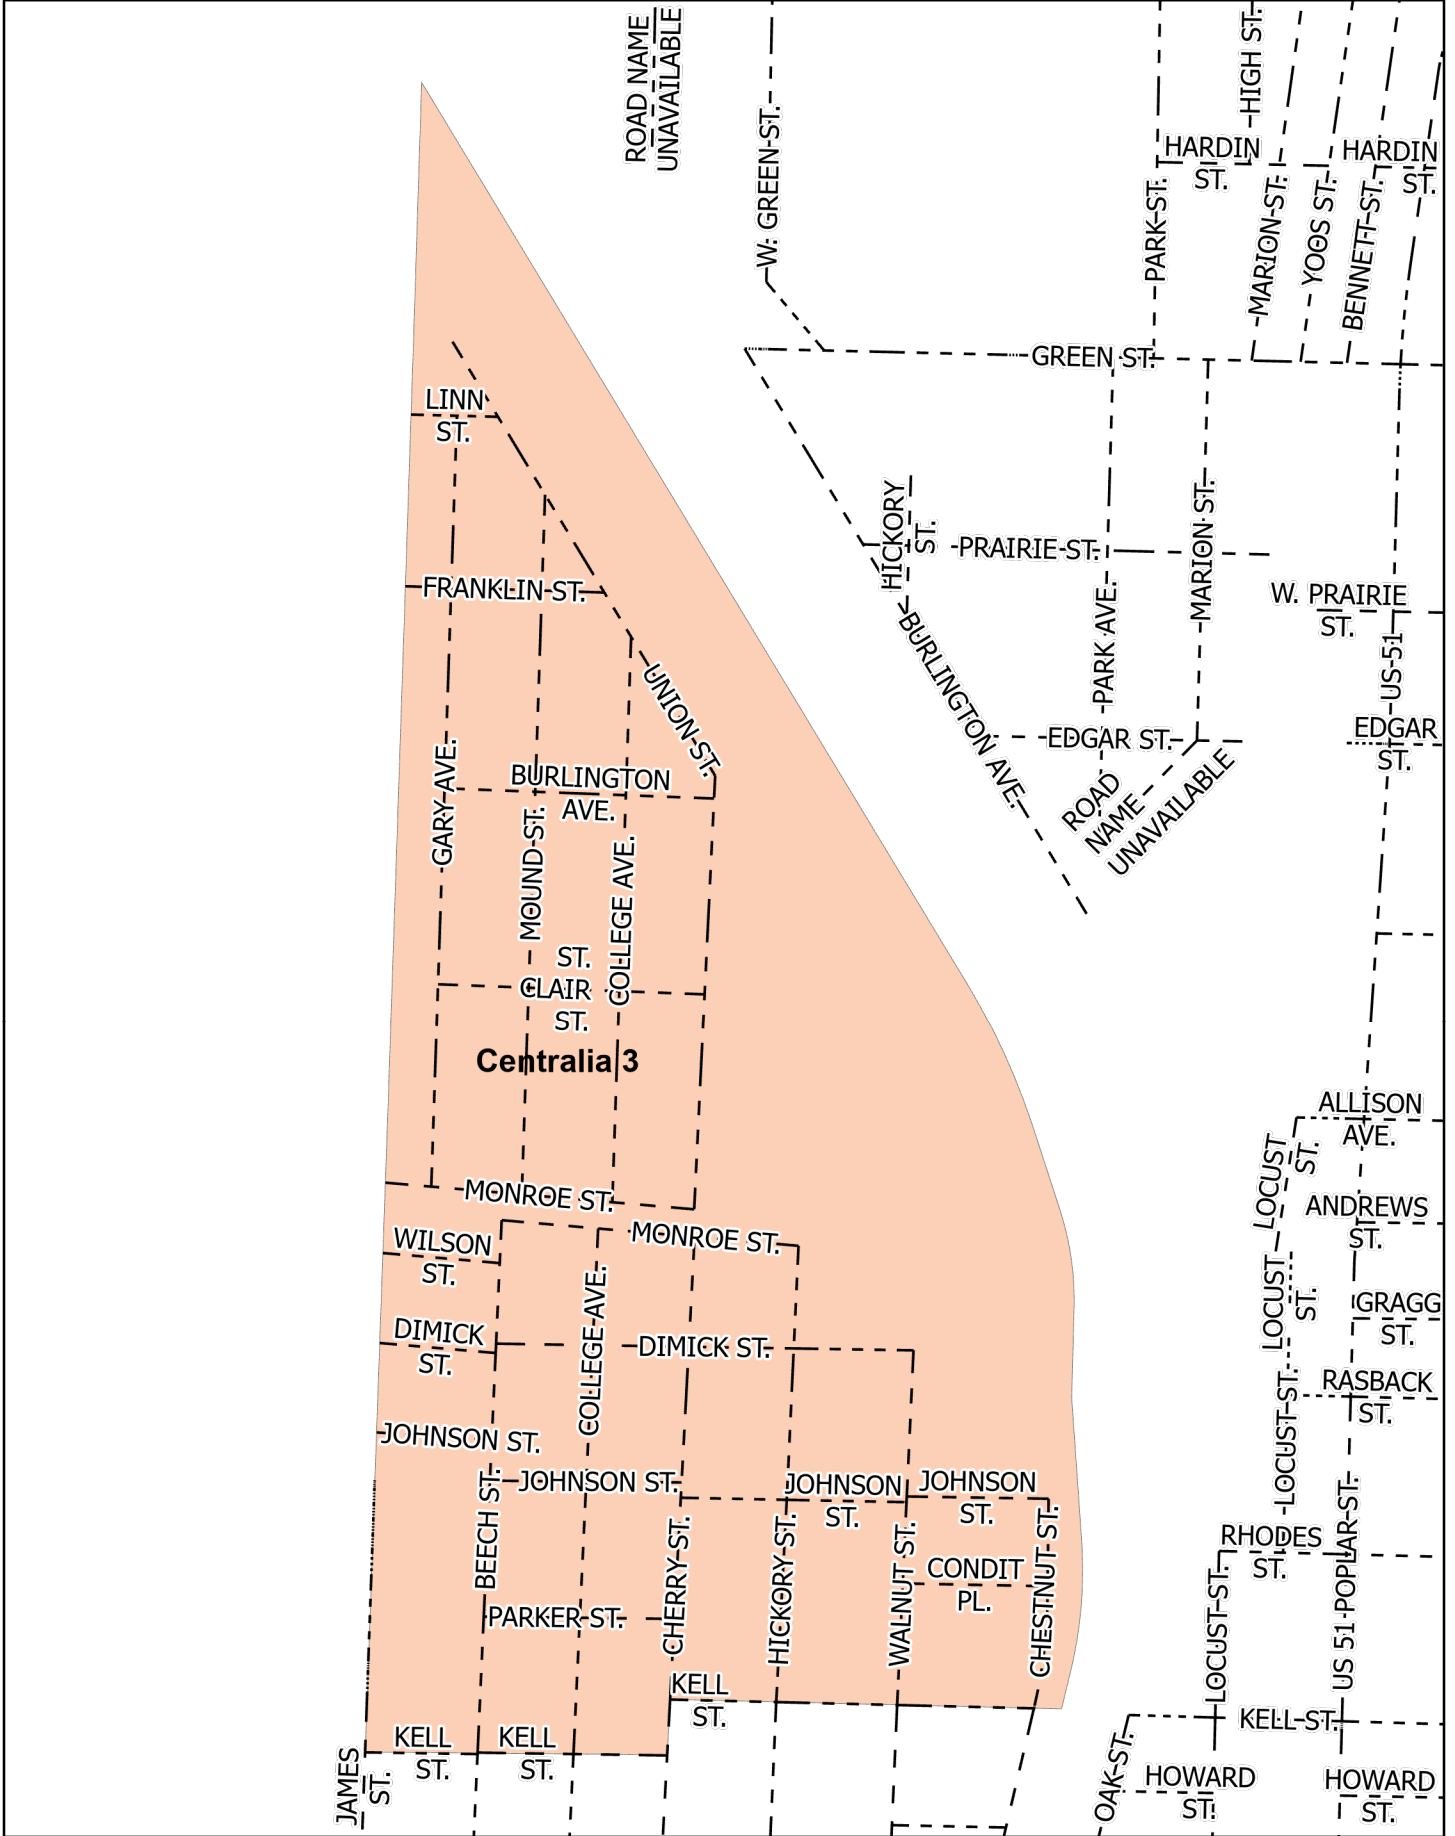 ROAD NAME
UNAVAILABLE
W. GREEN ST.
HIGH ST.
HARDIN
ST.
HARDIN
ST.
PARK ST.
MARION ST.
YOOS ST.
BENNETT ST.
GREEN ST.
LINN
ST.
HICKORY
ST.
PRAIRIE ST.
MARION ST.
FRANKLIN ST.
W. PRAIRIE
ST.
PARK AVE.
US 51
UNION ST.
BURLINGTON AVE.
EDGAR ST.
EDGAR
ST.
ROAD
NAME
UNAVAILABLE
GARY AVE.
BURLINGTON
AVE.
MOUND ST.
COLLEGE AVE.
ST.
CLAIR
ST.
Centralia 3
ALLISON
AVE.
LOCUST
ST.
MONROE ST.
ANDREWS
ST.
MONROE ST.
WILSON
ST.
LOCUST
ST.
GRAGG
ST.
COLLEGE AVE.
DIMICK
ST.
DIMICK ST.
RASBACK
ST.
LOCUST ST.
JOHNSON ST.
JOHNSON ST.
JOHNSON
ST.
JOHNSON
ST.
BEECH ST.
CHERRY ST.
HICKORY ST.
WALNUT ST.
CHESTNUT ST.
CONDIT
PL.
RHODES
ST.
US 51 POPLAR ST.
LOCUST ST.
PARKER ST.
KELL
ST.
KELL
ST.
KELL
ST.
KELL ST.
JAMES
ST.
OAK ST.
HOWARD
ST.
HOWARD
ST.